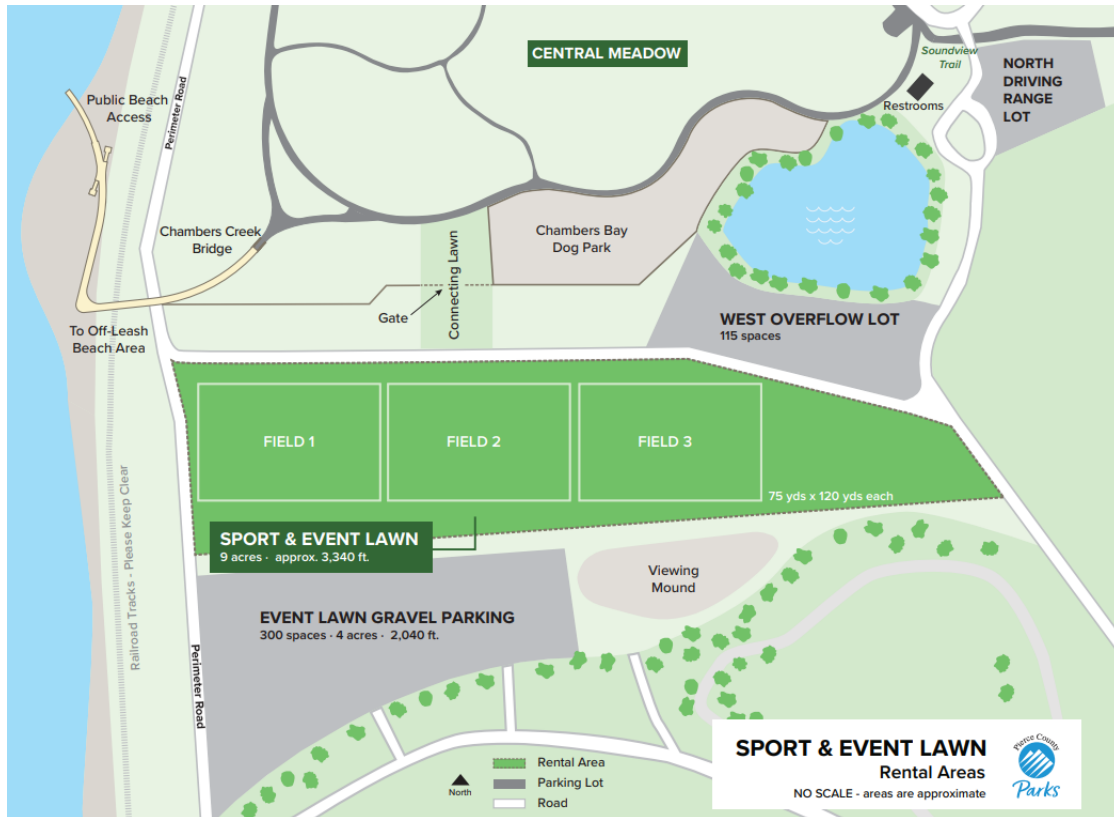 CENTRAL MEADOW
Soundview
Trail
NORTH
DRIVING
RANGE
LOT
Restrooms
Public Beach
Access
Perimeter Road
Chambers Creek
Bridge
Chambers Bay
Dog Park
Connecting Lawn
Gate
To Off-Leash
Beach Area
WEST OVERFLOW LOT
115 spaces
FIELD 1
FIELD 2
FIELD 3
75 yds x 120 yds each
Railroad Tracks - Please Keep Clear
SPORT & EVENT LAWN
9 acres · approx. 3,340 ft.
Viewing
Mound
EVENT LAWN GRAVEL PARKING
300 spaces · 4 acres · 2,040 ft.
Perimeter Road
North
Rental Area
Parking Lot
Road
SPORT & EVENT LAWN
Rental Areas
NO SCALE - areas are approximate
Pierce County
Parks